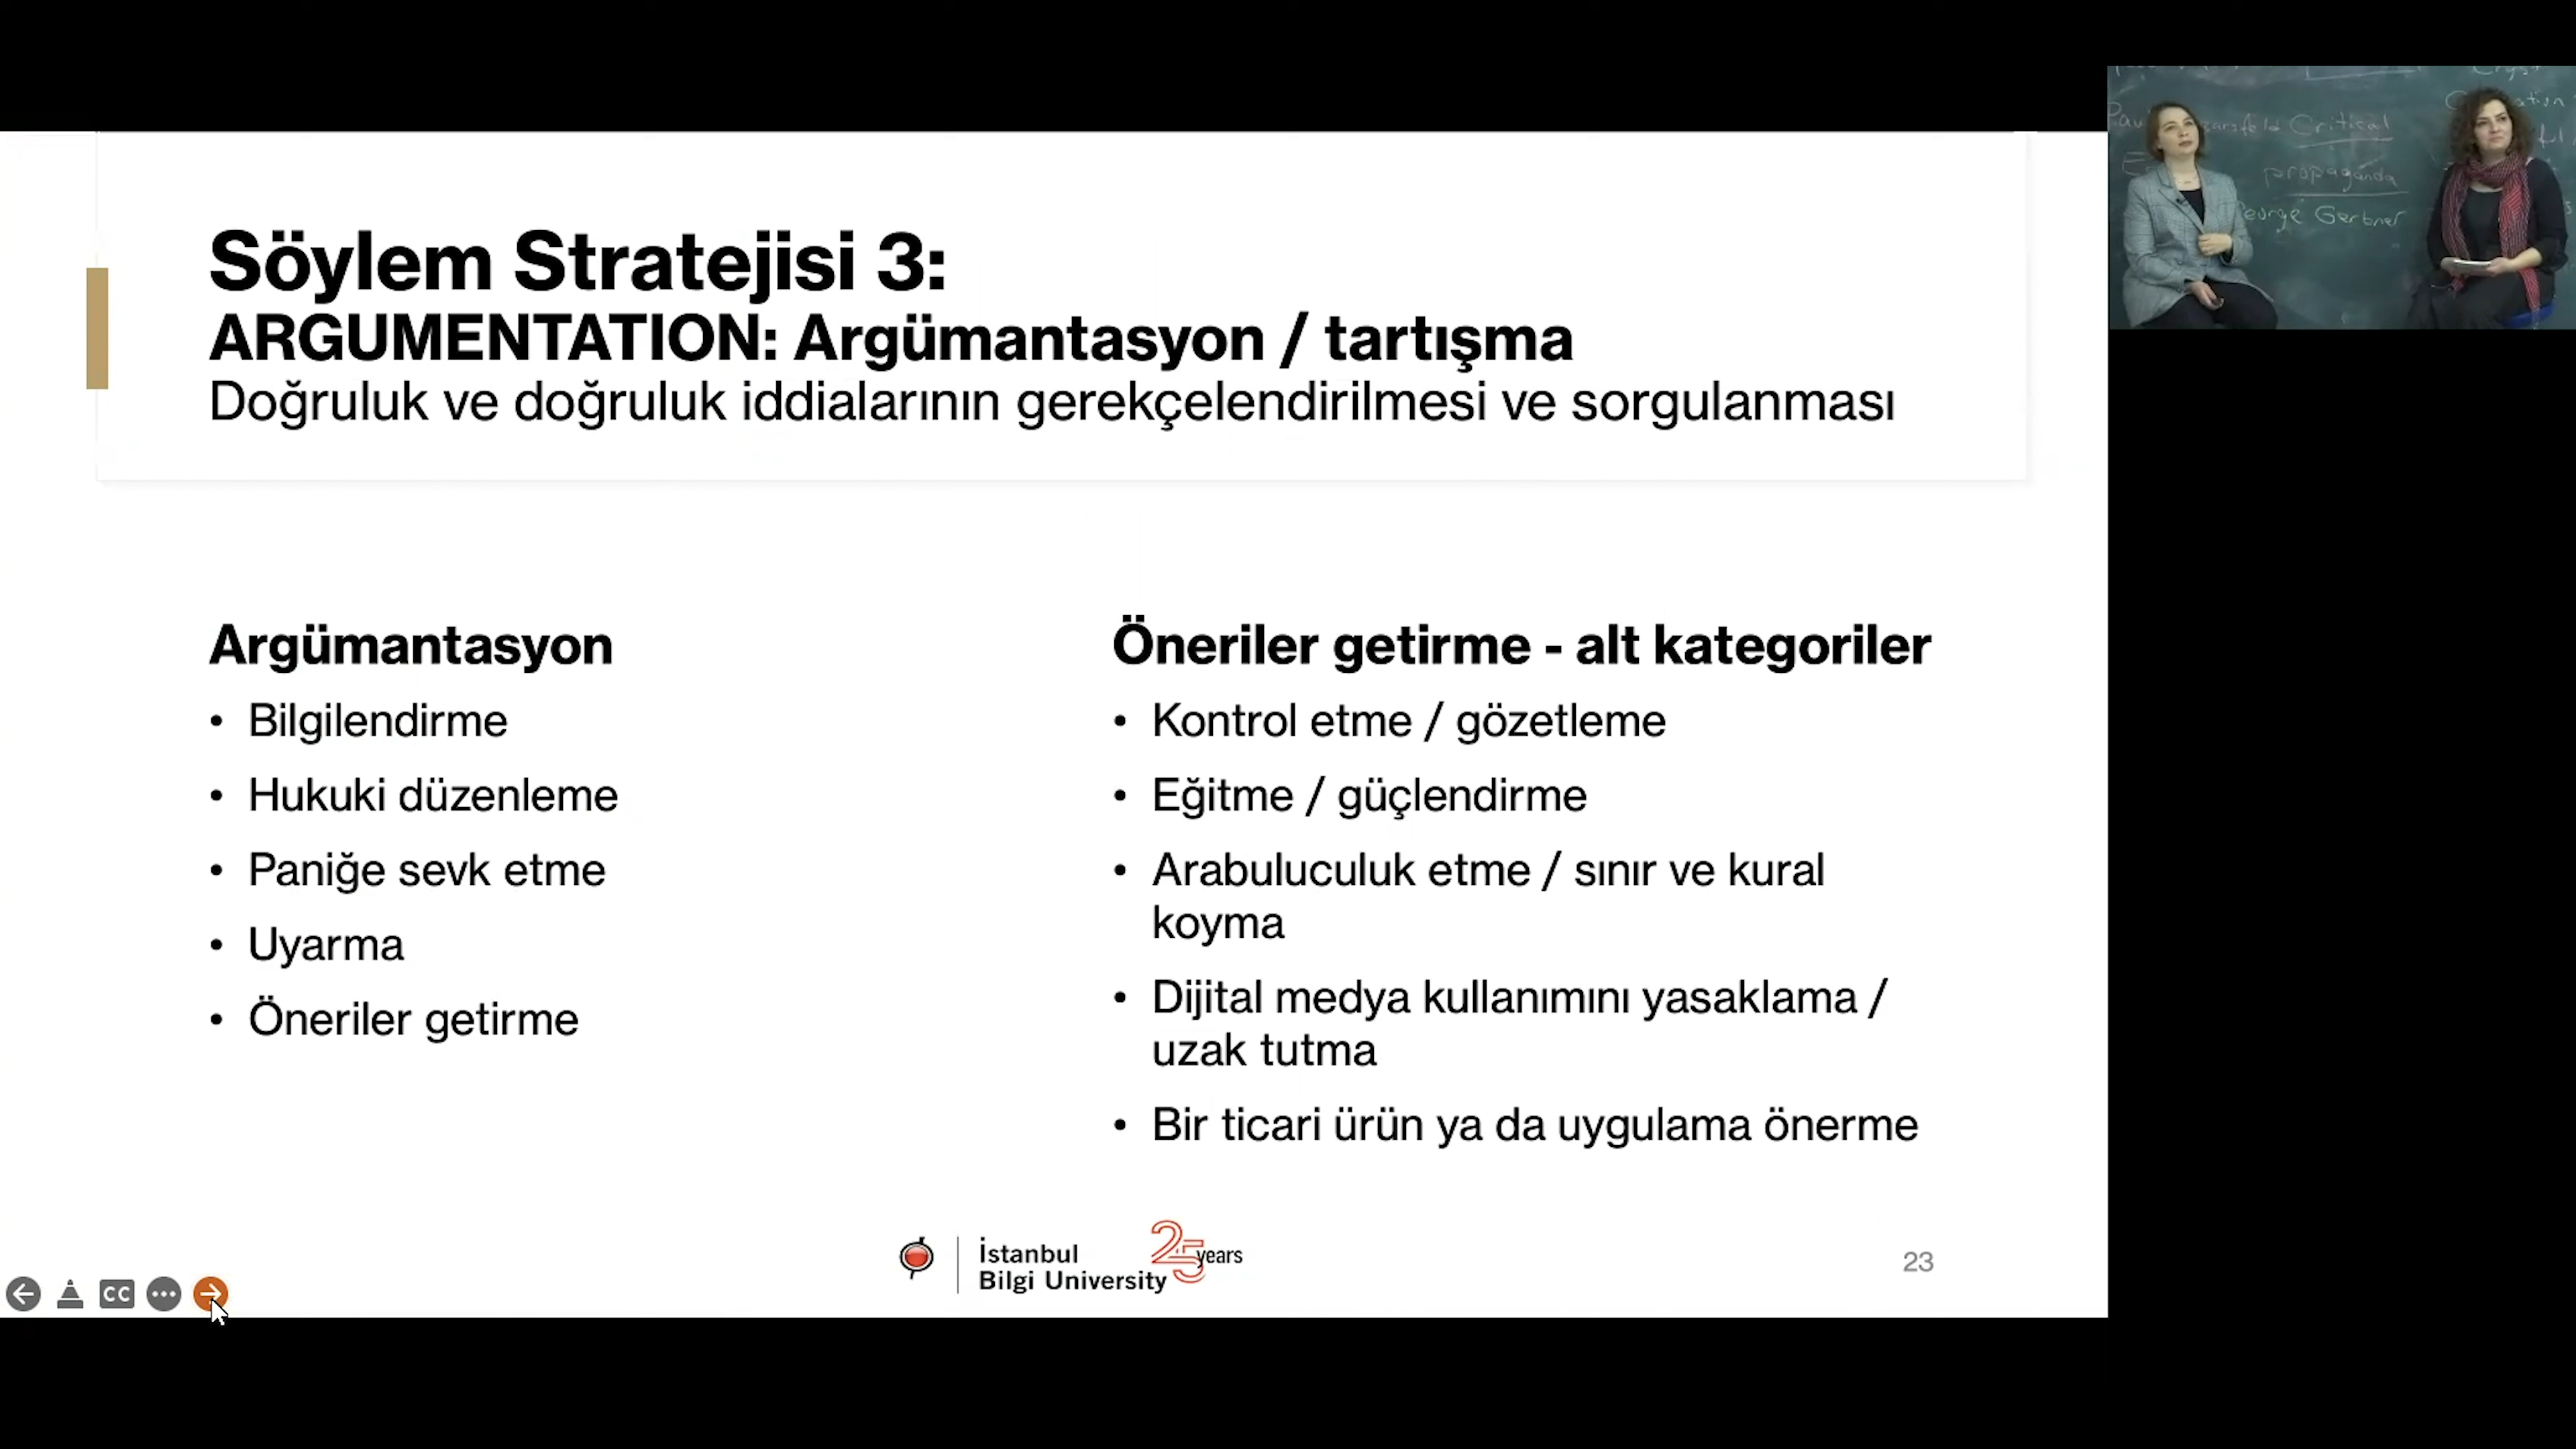 Söylem Stratejisi 3:
ARGUMENTATION: Argümantasyon / tartışma
Doğruluk ve doğruluk iddialarının gerekçelendirilmesi ve sorgulanması
Argümantasyon
• Bilgilendirme
• Hukuki düzenleme
• Paniğe sevk etme
• Uyarma
• Öneriler getirme
Öneriler getirme - alt kategoriler
• Kontrol etme / gözetleme
• Eğitme / güçlendirme
• Arabuluculuk etme / sınır ve kural
koyma
• Dijital medya kullanımını yasaklama /
uzak tutma
• Bir ticari ürün ya da uygulama önerme
İstanbul
Bilgi University
25 years
23
CC
Critical
propaganda
George Gerbner